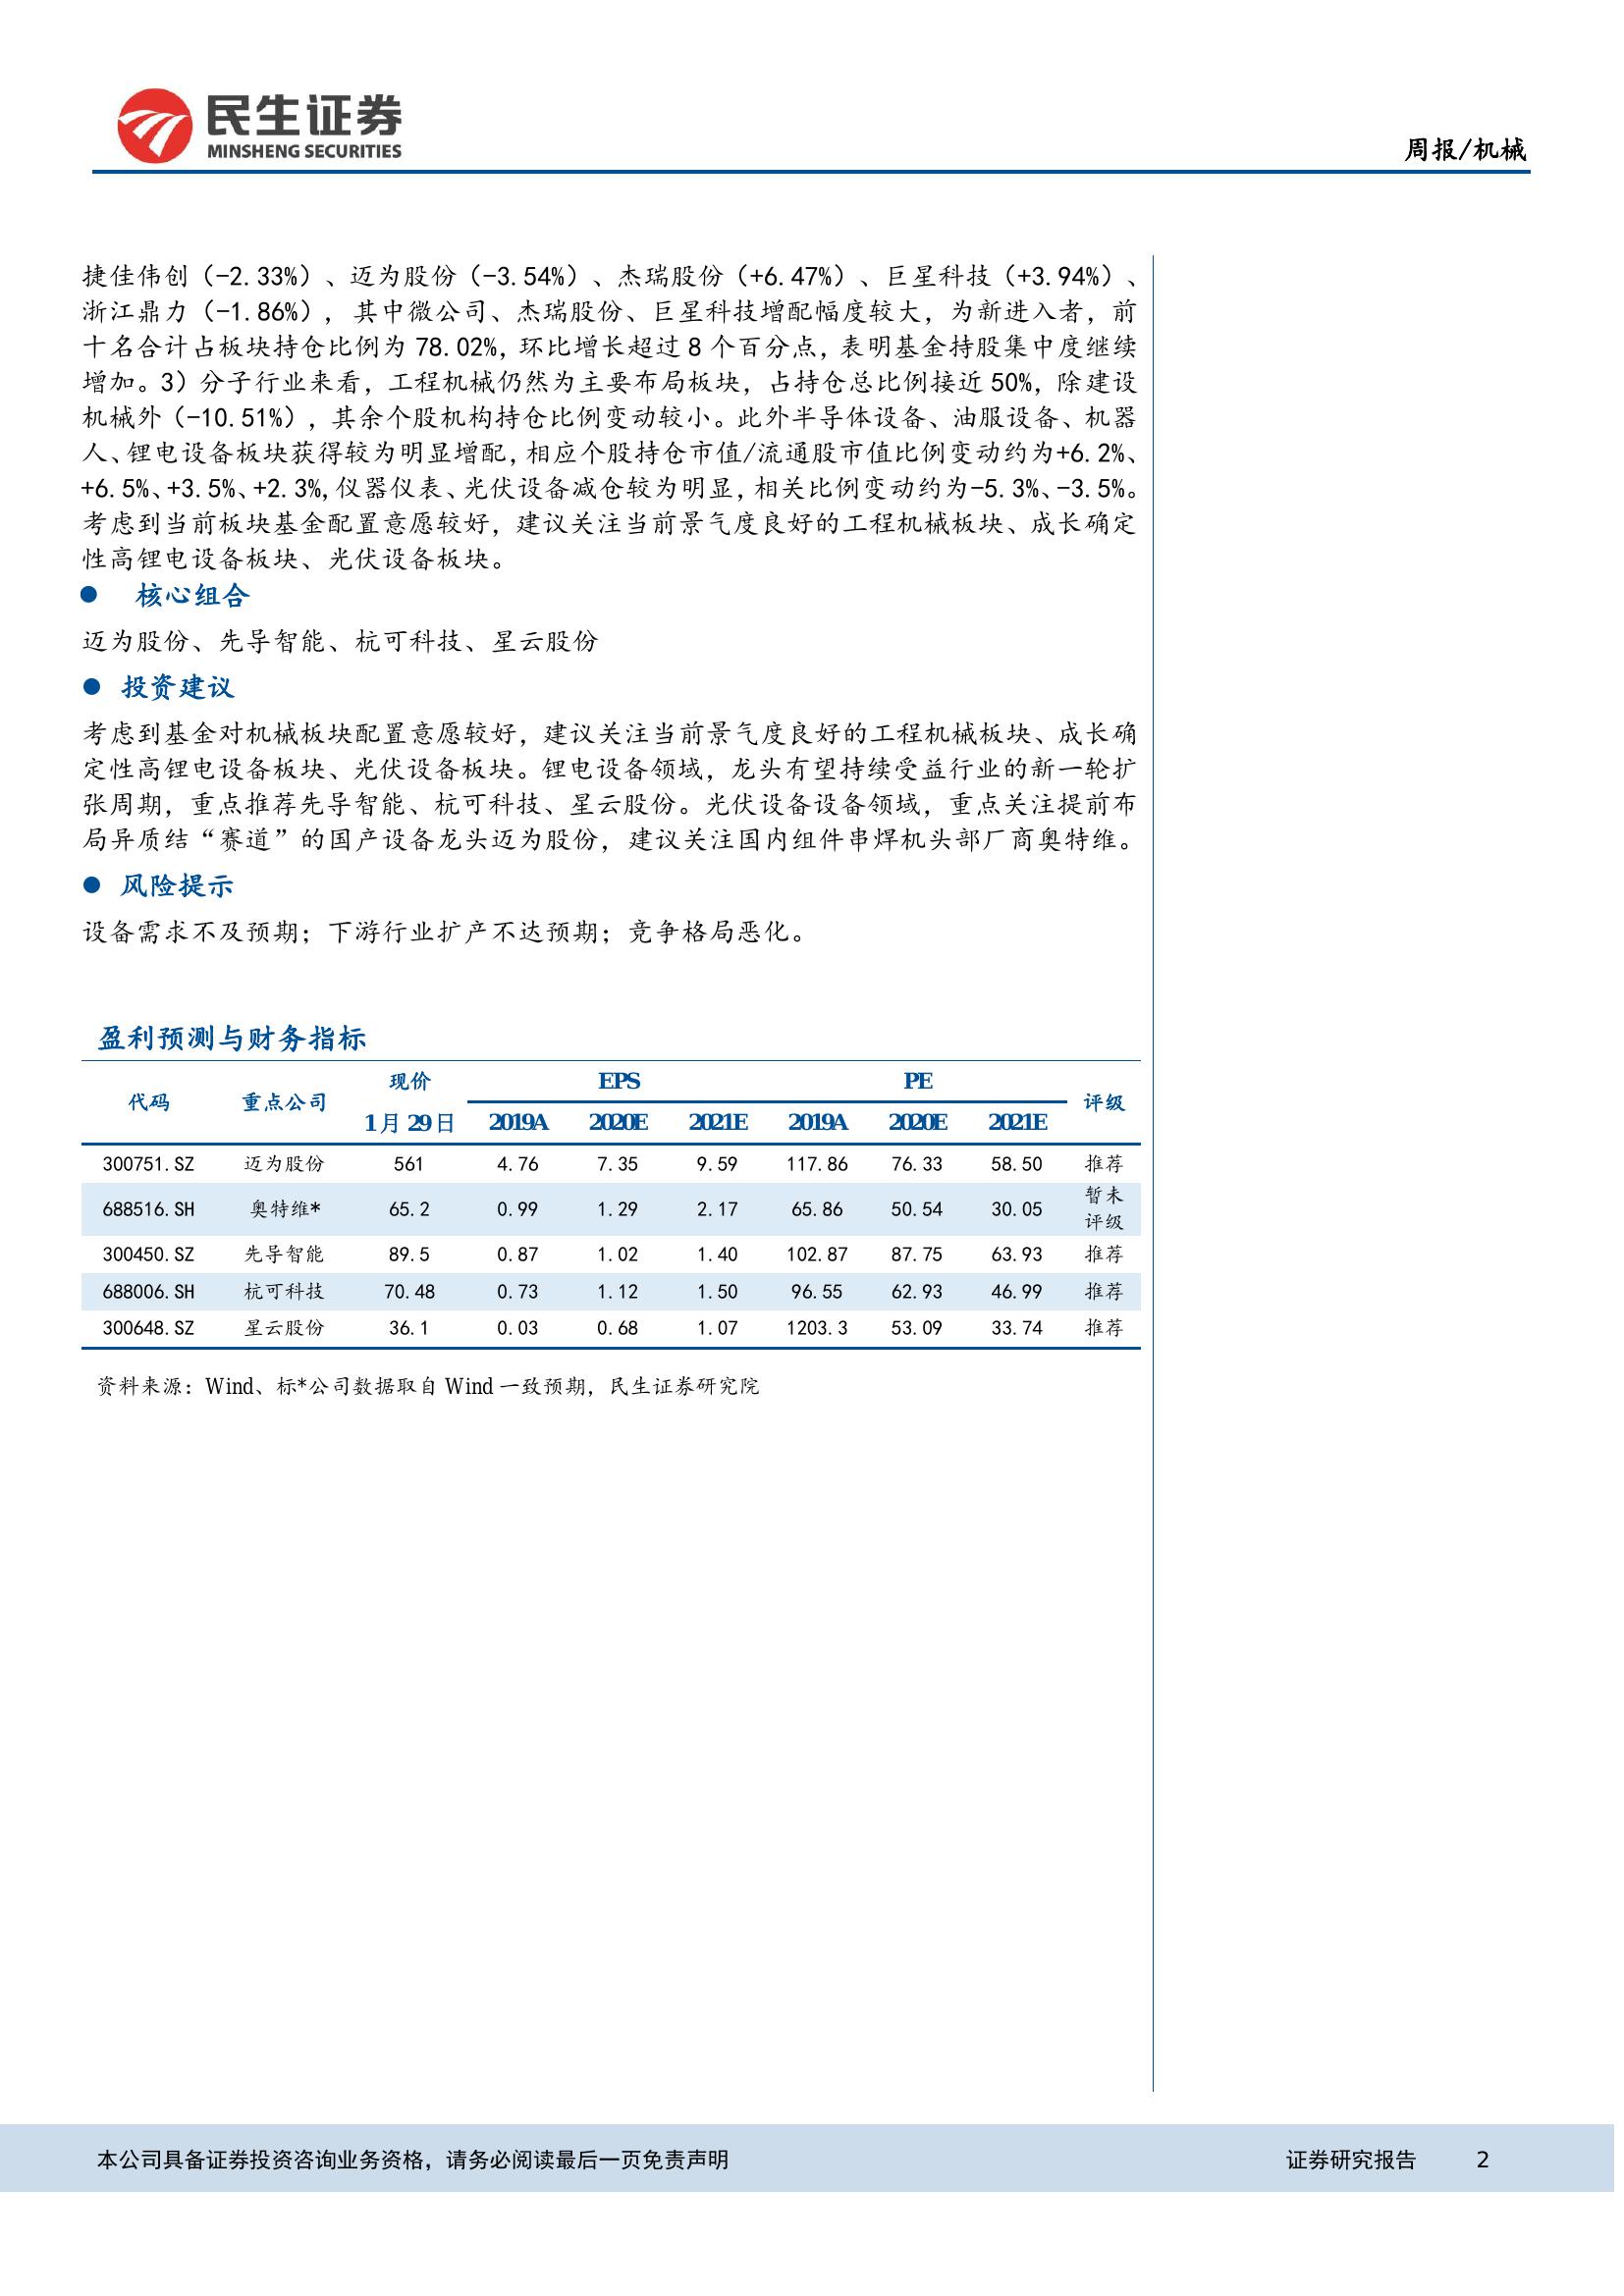 民生证券
MINSHENG SECURITIES
周报/机械
捷佳伟创（-2.33%）、迈为股份（-3.54%）、杰瑞股份（+6.47%）、巨星科技（+3.94%）、
浙江鼎力（-1.86%），其中微公司、杰瑞股份、巨星科技增配幅度较大，为新进入者，前
十名合计占板块持仓比例为 78.02%，环比增长超过 8 个百分点，表明基金持股集中度继续
增加。3）分子行业来看，工程机械仍然为主要布局板块，占持仓总比例接近 50%，除建设
机械外（-10.51%），其余个股机构持仓比例变动较小。此外半导体设备、油服设备、机器
人、锂电设备板块获得较为明显增配，相应个股持仓市值/流通股市值比例变动约为+6.2%、
+6.5%、+3.5%、+2.3%，仪器仪表、光伏设备减仓较为明显，相关比例变动约为-5.3%、-3.5%。
考虑到当前板块基金配置意愿较好，建议关注当前景气度良好的工程机械板块、成长确定
性高锂电设备板块、光伏设备板块。
● 核心组合
迈为股份、先导智能、杭可科技、星云股份
● 投资建议
考虑到基金对机械板块配置意愿较好，建议关注当前景气度良好的工程机械板块、成长确
定性高锂电设备板块、光伏设备板块。锂电设备领域，龙头有望持续受益行业的新一轮扩
张周期，重点推荐先导智能、杭可科技、星云股份。光伏设备设备领域，重点关注提前布
局异质结“赛道”的国产设备龙头迈为股份，建议关注国内组件串焊机头部厂商奥特维。
● 风险提示
设备需求不及预期；下游行业扩产不达预期；竞争格局恶化。
盈利预测与财务指标
代码 重点公司 现价 EPS PE 评级
1 月 29 日 2019A 2020E 2021E 2019A 2020E 2021E
300751.SZ 迈为股份 561 4.76 7.35 9.59 117.86 76.33 58.50 推荐
688516.SH 奥特维* 65.2 0.99 1.29 2.17 65.86 50.54 30.05 暂未
评级
300450.SZ 先导智能 89.5 0.87 1.02 1.40 102.87 87.75 63.93 推荐
688006.SH 杭可科技 70.48 0.73 1.12 1.50 96.55 62.93 46.99 推荐
300648.SZ 星云股份 36.1 0.03 0.68 1.07 1203.3 53.09 33.74 推荐
资料来源：Wind、标*公司数据取自 Wind 一致预期，民生证券研究院
本公司具备证券投资咨询业务资格，请务必阅读最后一页免责声明 证券研究报告 2